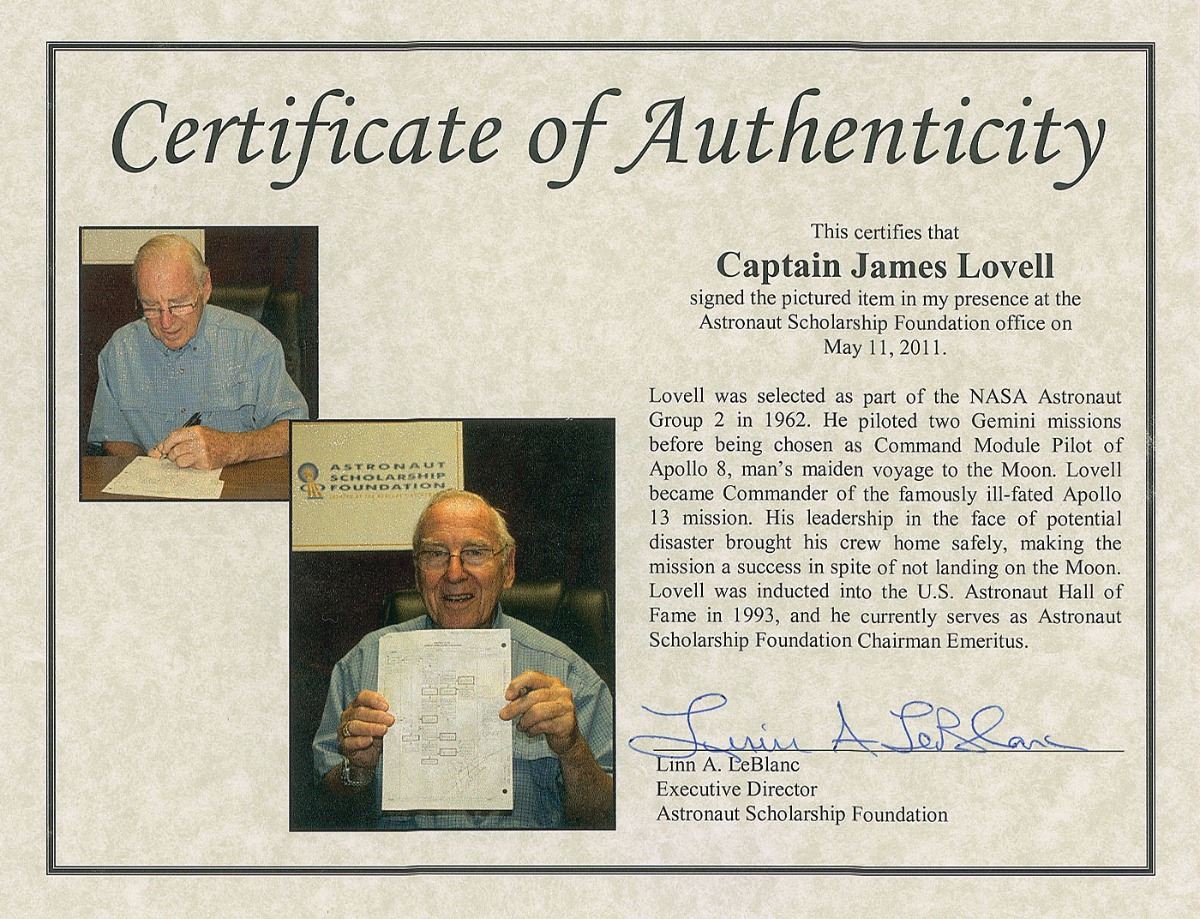 Certificate of Authenticity
This certifies that
Captain James Lovell
signed the pictured item in my presence at the
Astronaut Scholarship Foundation office on
May 11, 2011.
Lovell was selected as part of the NASA Astronaut
Group 2 in 1962. He piloted two Gemini missions
before being chosen as Command Module Pilot of
Apollo 8, man's maiden voyage to the Moon. Lovell
became Commander of the famously ill-fated Apollo
13 mission. His leadership in the face of potential
disaster brought his crew home safely, making the
mission a success in spite of not landing on the Moon.
Lovell was inducted into the U.S. Astronaut Hall of
Fame in 1993, and he currently serves as Astronaut
Scholarship Foundation Chairman Emeritus.
ASTRONAUT
SCHOLARSHIP
FOUNDATION
Linn A LeBlanc
Linn A. LeBlanc
Executive Director
Astronaut Scholarship Foundation